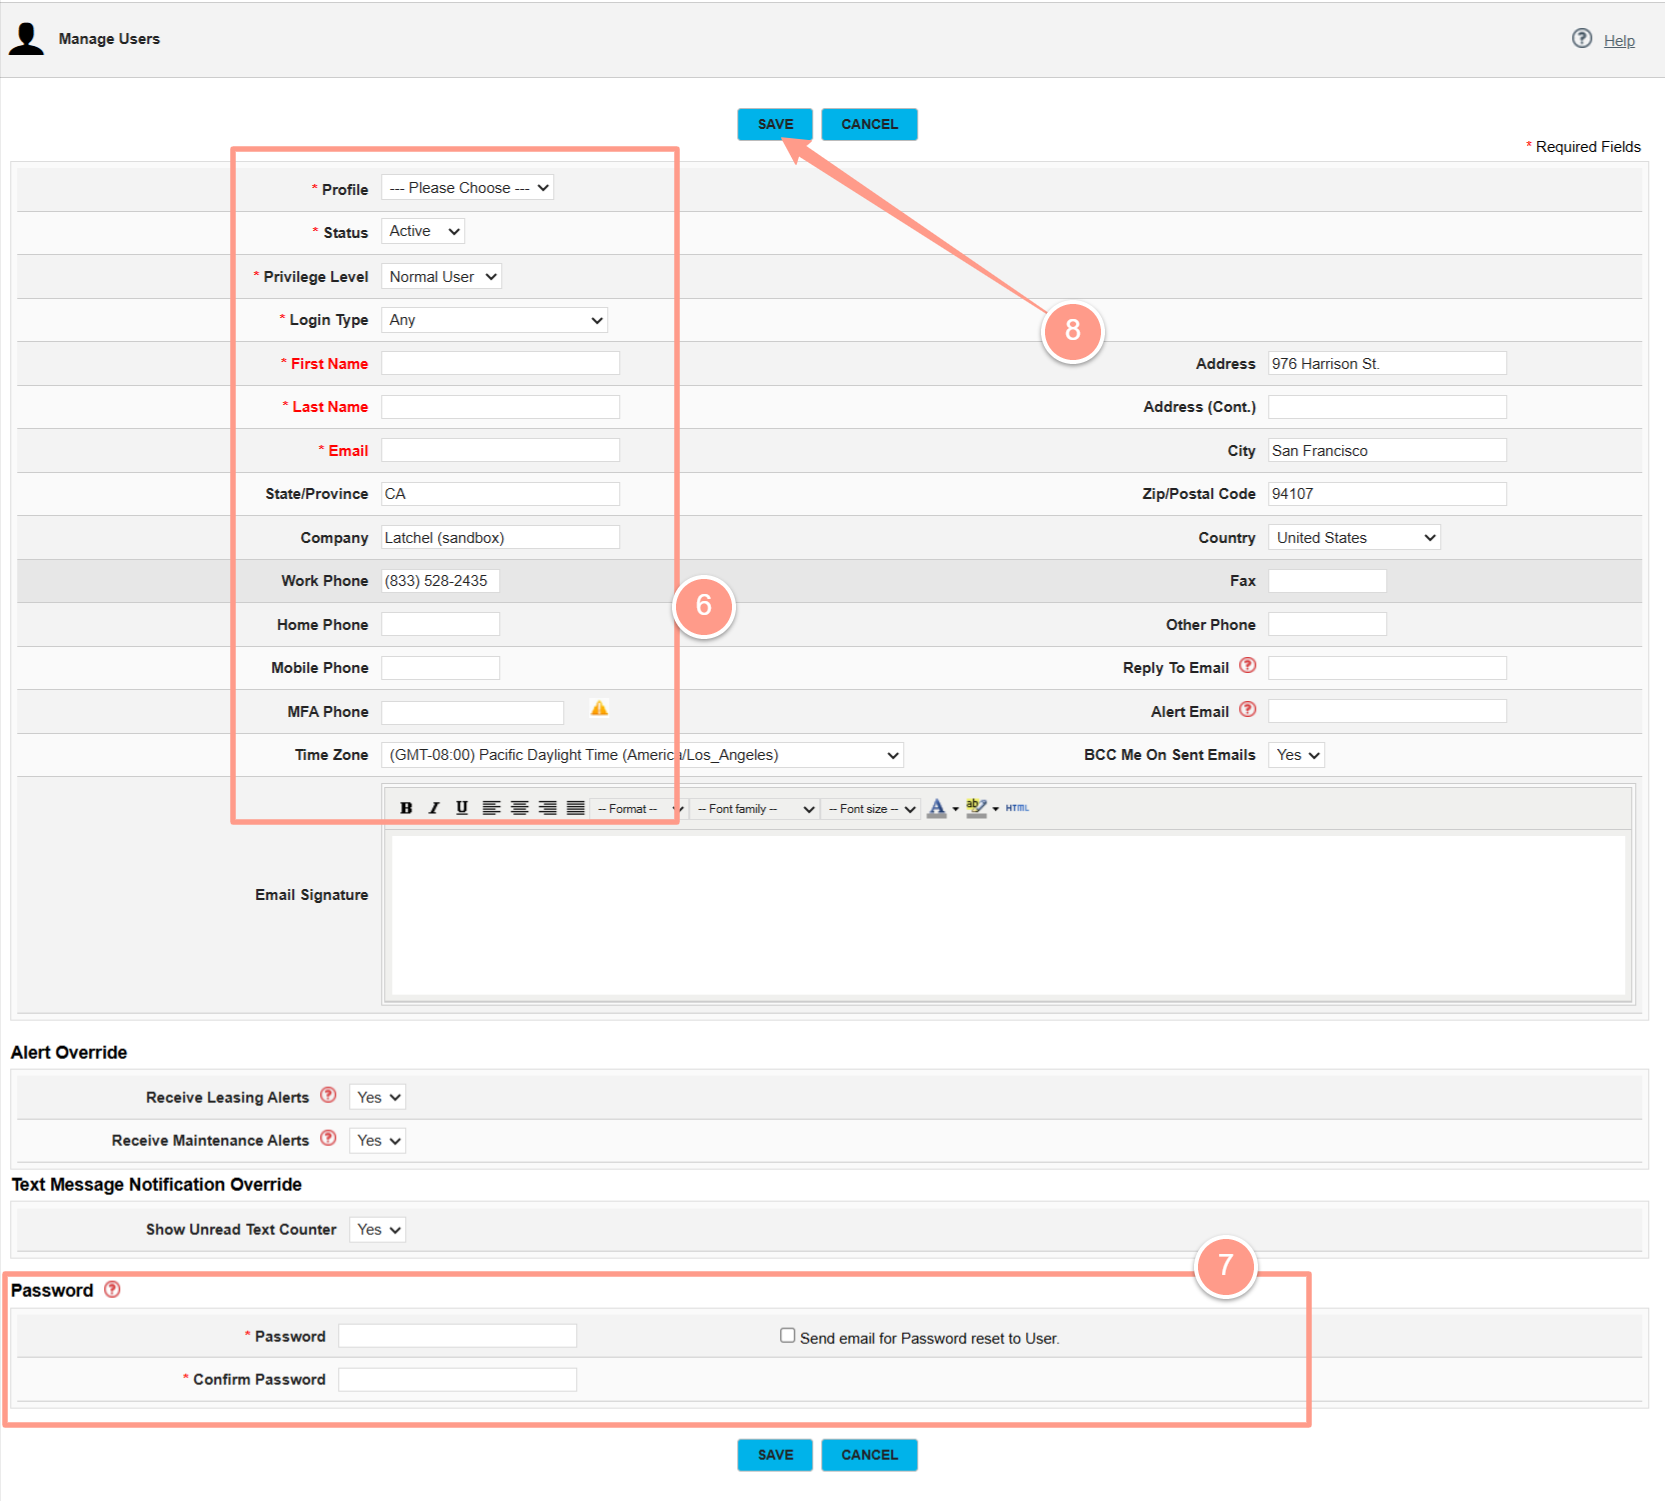 Manage Users
Help
SAVE CANCEL
* Required Fields
* Profile --- Please Choose ---
* Status Active
* Privilege Level Normal User
* Login Type Any
8
* First Name Address 976 Harrison St.
* Last Name Address (Cont.)
* Email City San Francisco
State/Province CA Zip/Postal Code 94107
Company Latchel (sandbox) Country United States
Work Phone (833) 528-2435 Fax
6
Home Phone Other Phone
Mobile Phone Reply To Email ?
MFA Phone Alert Email ?
Time Zone (GMT-08:00) Pacific Daylight Time (America/Los_Angeles) BCC Me On Sent Emails Yes
B I U -- Format -- -- Font family -- -- Font size -- A ab HTML
Email Signature
Alert Override
Receive Leasing Alerts ? Yes
Receive Maintenance Alerts ? Yes
Text Message Notification Override
Show Unread Text Counter Yes
7
Password ?
* Password Send email for Password reset to User.
* Confirm Password
SAVE CANCEL